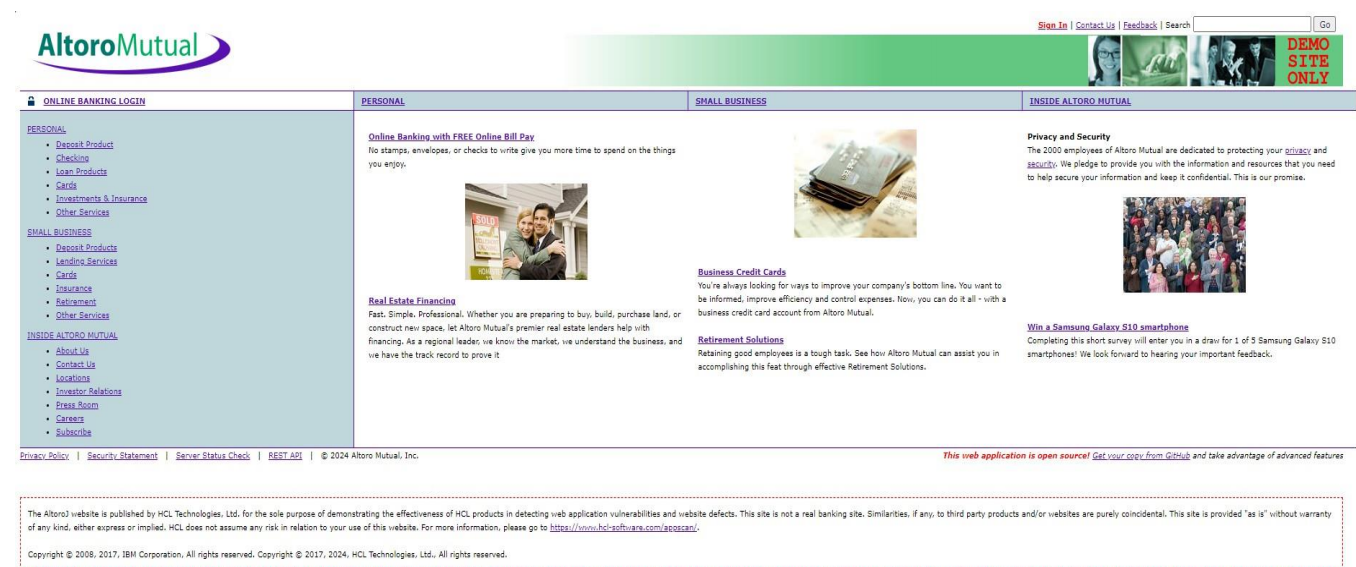 Sign In | Contact Us | Feedback | Search Go
AltoroMutual
DEMO
SITE
ONLY
ONLINE BANKING LOGIN
PERSONAL
SMALL BUSINESS
INSIDE ALTORO MUTUAL
PERSONAL
• Deposit Product
• Checking
• Loan Products
• Cards
• Investments & Insurance
• Other Services
SMALL BUSINESS
• Deposit Products
• Lending Services
• Cards
• Insurance
• Retirement
• Other Services
INSIDE ALTORO MUTUAL
• About Us
• Contact Us
• Locations
• Investor Relations
• Press Room
• Careers
• Subscribe
Online Banking with FREE Online Bill Pay
No stamps, envelopes, or checks to write give you more time to spend on the things
you enjoy.
SOLD
Real Estate Financing
Fast. Simple. Professional. Whether you are preparing to buy, build, purchase land, or
construct new space, let Altoro Mutual's premier real estate lenders help with
financing. As a regional leader, we know the market, we understand the business, and
we have the track record to prove it
Business Credit Cards
You're always looking for ways to improve your company's bottom line. You want to
be informed, improve efficiency and control expenses. Now, you can do it all - with a
business credit card account from Altoro Mutual.
Retirement Solutions
Retaining good employees is a tough task. See how Altoro Mutual can assist you in
accomplishing this feat through effective Retirement Solutions.
Privacy and Security
The 2000 employees of Altoro Mutual are dedicated to protecting your privacy and
security. We pledge to provide you with the information and resources that you need
to help secure your information and keep it confidential. This is our promise.
Win a Samsung Galaxy S10 smartphone
Completing this short survey will enter you in a draw for 1 of 5 Samsung Galaxy S10
smartphones! We look forward to hearing your important feedback.
Privacy Policy | Security Statement | Server Status Check | REST API | © 2024 Altoro Mutual, Inc.
This web application is open source! Get your copy from GitHub and take advantage of advanced features
The AltoroJ website is published by HCL Technologies, Ltd. for the sole purpose of demonstrating the effectiveness of HCL products in detecting web application vulnerabilities and website defects. This site is not a real banking site. Similarities, if any, to third party products and/or websites are purely coincidental. This site is provided "as is" without warranty
of any kind, either express or implied. HCL does not assume any risk in relation to your use of this website. For more information, please go to https://www.hcl-software.com/appscan/.
Copyright © 2008, 2017, IBM Corporation, All rights reserved. Copyright © 2017, 2024, HCL Technologies, Ltd., All rights reserved.